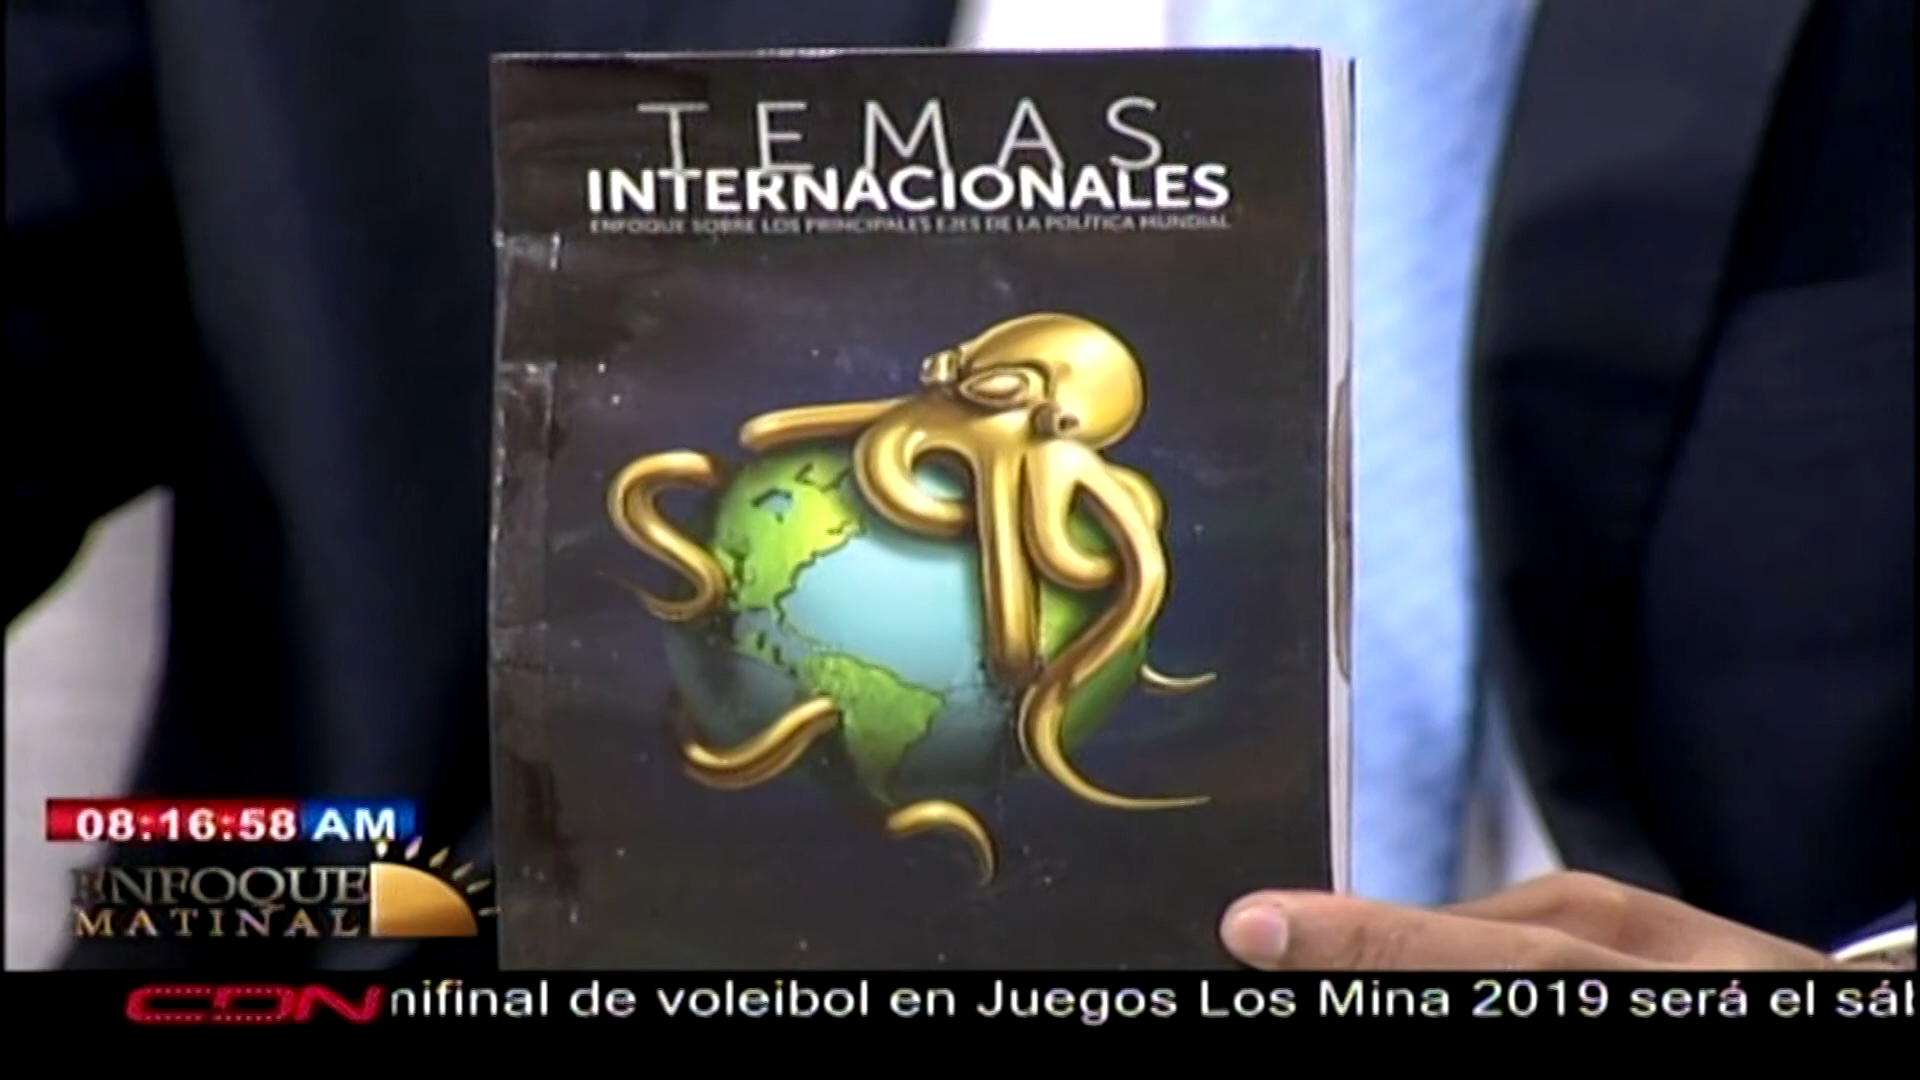 TEMAS
INTERNACIONALES
ENFOQUE SOBRE LOS PRINCIPALES EJES DE LA POLÍTICA MUNDIAL
08:16:58 AM
ENFOQUE
MATINAL
CDN nifinal de voleibol en Juegos Los Mina 2019 será el sáb